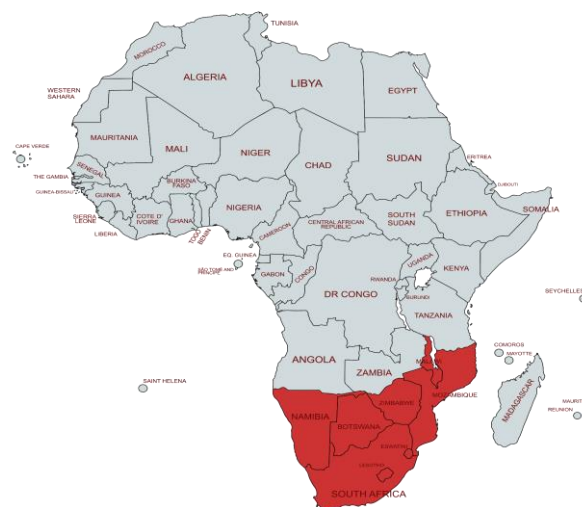 TUNISIA
MOROCCO
ALGERIA
LIBYA
EGYPT
WESTERN
SAHARA
MAURITANIA
MALI
NIGER
CHAD
SUDAN
ERITREA
CAPE VERDE
SENEGAL
THE GAMBIA
GUINEA-BISSAU
GUINEA
BURKINA
FASO
DJIBOUTI
SIERRA
LEONE
COTE D'
IVOIRE
GHANA
TOGO
BENIN
NIGERIA
LIBERIA
CAMEROON
CENTRAL AFRICAN
REPUBLIC
SOUTH
SUDAN
ETHIOPIA
SOMALIA
EQ. GUINEA
SÃO TOMÉ AND
PRINCIPE
GABON
CONGO
UGANDA
KENYA
RWANDA
DR CONGO
BURUNDI
SEYCHELLES
TANZANIA
COMOROS
MAYOTTE
ANGOLA
ZAMBIA
MALAWI
SAINT HELENA
MOZAMBIQUE
MADAGASCAR
MAURIT
REUNION
NAMIBIA
ZIMBABWE
BOTSWANA
LESOTHO
SOUTH AFRICA